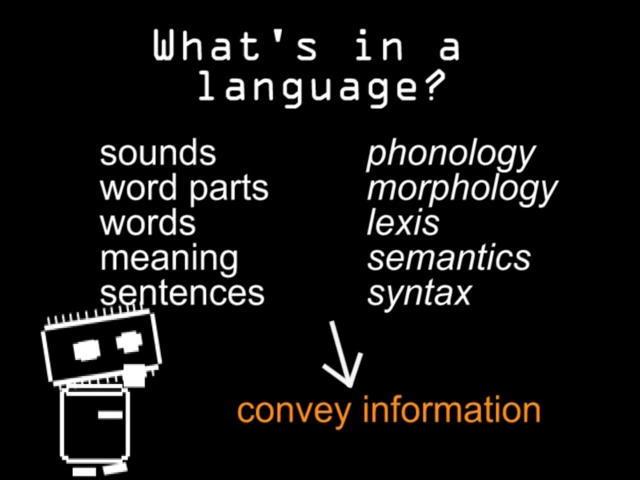 What's in a
language?
sounds phonology
word parts morphology
words lexis
meaning semantics
sentences syntax
convey information